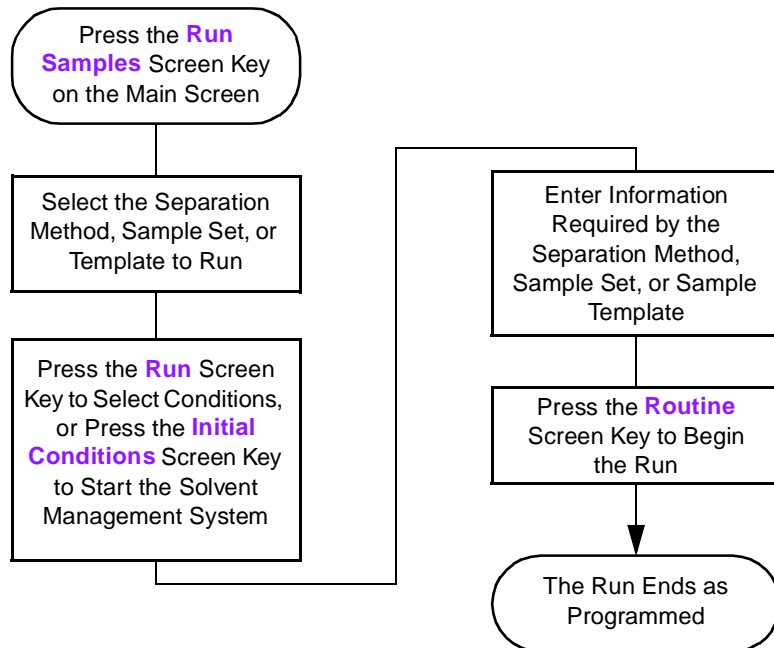 Press the Run
Samples Screen Key
on the Main Screen
Select the Separation
Method, Sample Set, or
Template to Run
Press the Run Screen
Key to Select Conditions,
or Press the Initial
Conditions Screen Key
to Start the Solvent
Management System
Enter Information
Required by the
Separation Method,
Sample Set, or Sample
Template
Press the Routine
Screen Key to Begin
the Run
The Run Ends as
Programmed